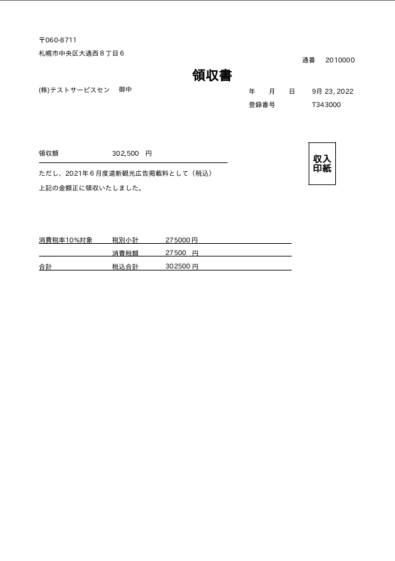 〒060-8711
札幌市中央区大通西８丁目６
通番 2010000
領収書
(株)テストサービスセン 御中
年 月 日 9月 23, 2022
登録番号 T343000
領収額 302,500 円
収入
印紙
ただし、2021年６月度道新観光広告掲載料として（税込）
上記の金額正に領収いたしました。
消費税率10%対象 税別小計 275000 円
消費税額 27500 円
合計 税込合計 302500 円